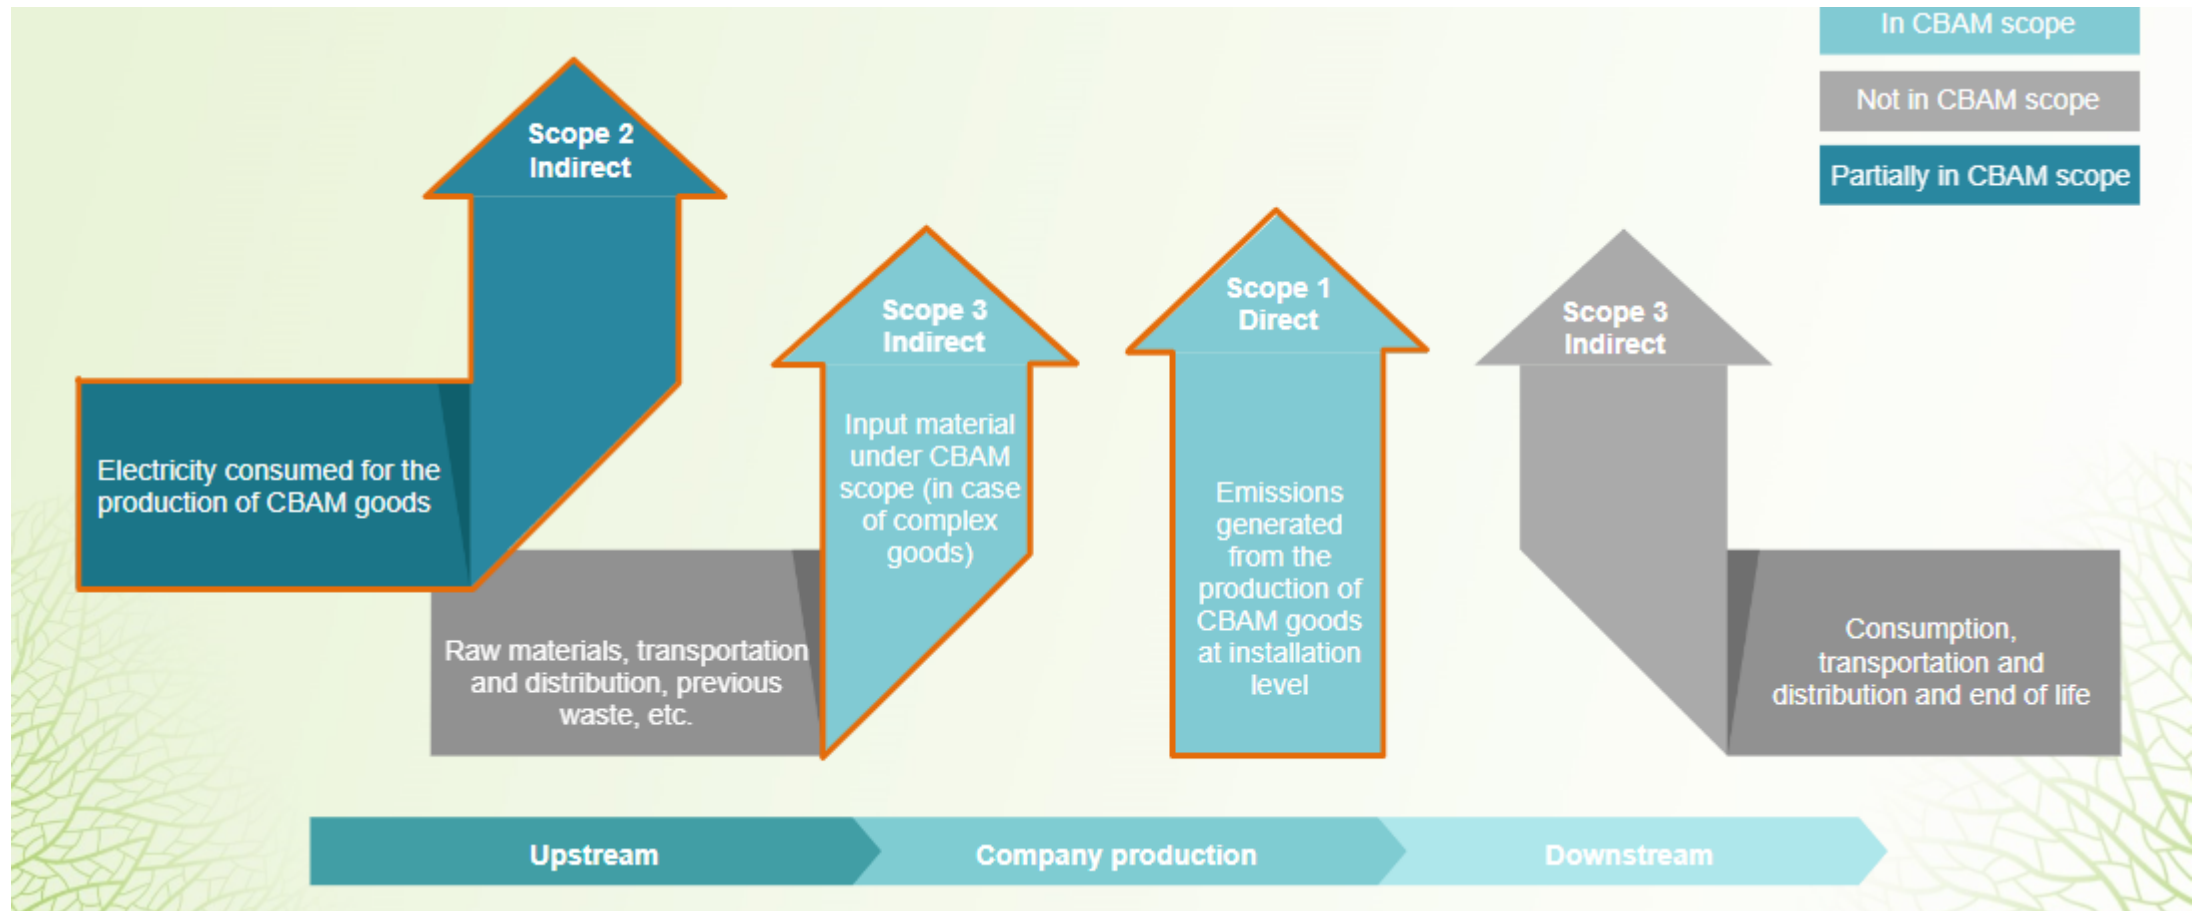 In CBAM scope
Not in CBAM scope
Partially in CBAM scope
Scope 2
Indirect
Electricity consumed for the
production of CBAM goods
Scope 3
Indirect
Input material
under CBAM
scope (in case
of complex
goods)
Raw materials, transportation
and distribution, previous
waste, etc.
Scope 1
Direct
Emissions
generated
from the
production of
CBAM goods
at installation
level
Scope 3
Indirect
Consumption,
transportation and
distribution and end of life
Upstream
Company production
Downstream